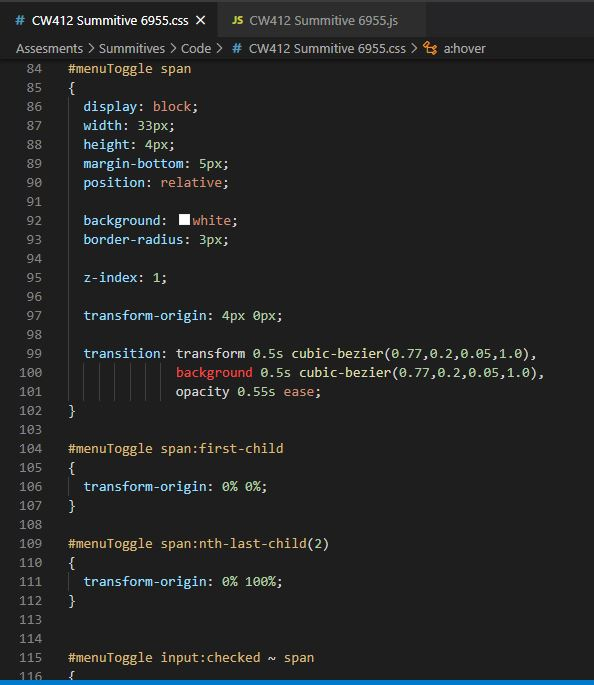 # CW412 Summitive 6955.css × JS CW412 Summitive 6955.js
Assesments > Summitives > Code > # CW412 Summitive 6955.css > a:hover
84 #menuToggle span
85 {
86 display: block;
87 width: 33px;
88 height: 4px;
89 margin-bottom: 5px;
90 position: relative;
91
92 background: white;
93 border-radius: 3px;
94
95 z-index: 1;
96
97 transform-origin: 4px 0px;
98
99 transition: transform 0.5s cubic-bezier(0.77,0.2,0.05,1.0),
100 background 0.5s cubic-bezier(0.77,0.2,0.05,1.0),
101 opacity 0.55s ease;
102 }
103
104 #menuToggle span:first-child
105 {
106 transform-origin: 0% 0%;
107 }
108
109 #menuToggle span:nth-last-child(2)
110 {
111 transform-origin: 0% 100%;
112 }
113
114
115 #menuToggle input:checked ~ span
116 {